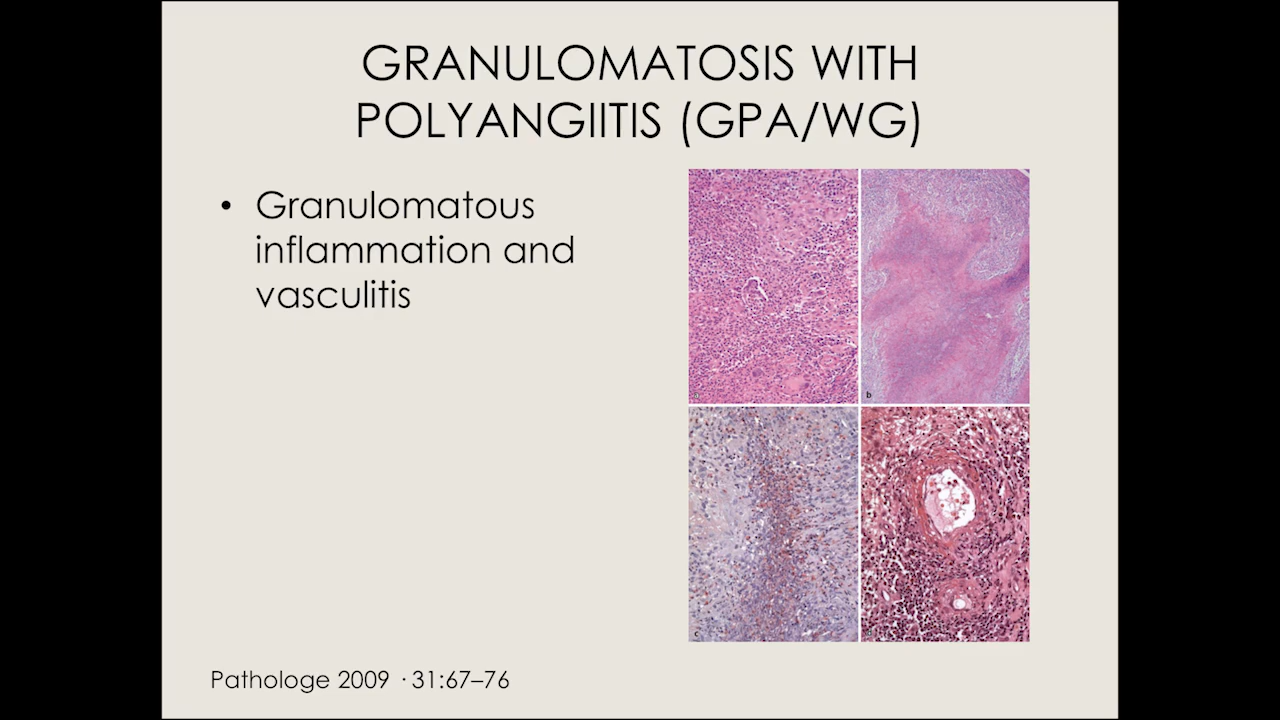 GRANULOMATOSIS WITH
POLYANGIITIS (GPA/WG)
• Granulomatous
inflammation and
vasculitis
b
c
Pathologe 2009 · 31:67–76